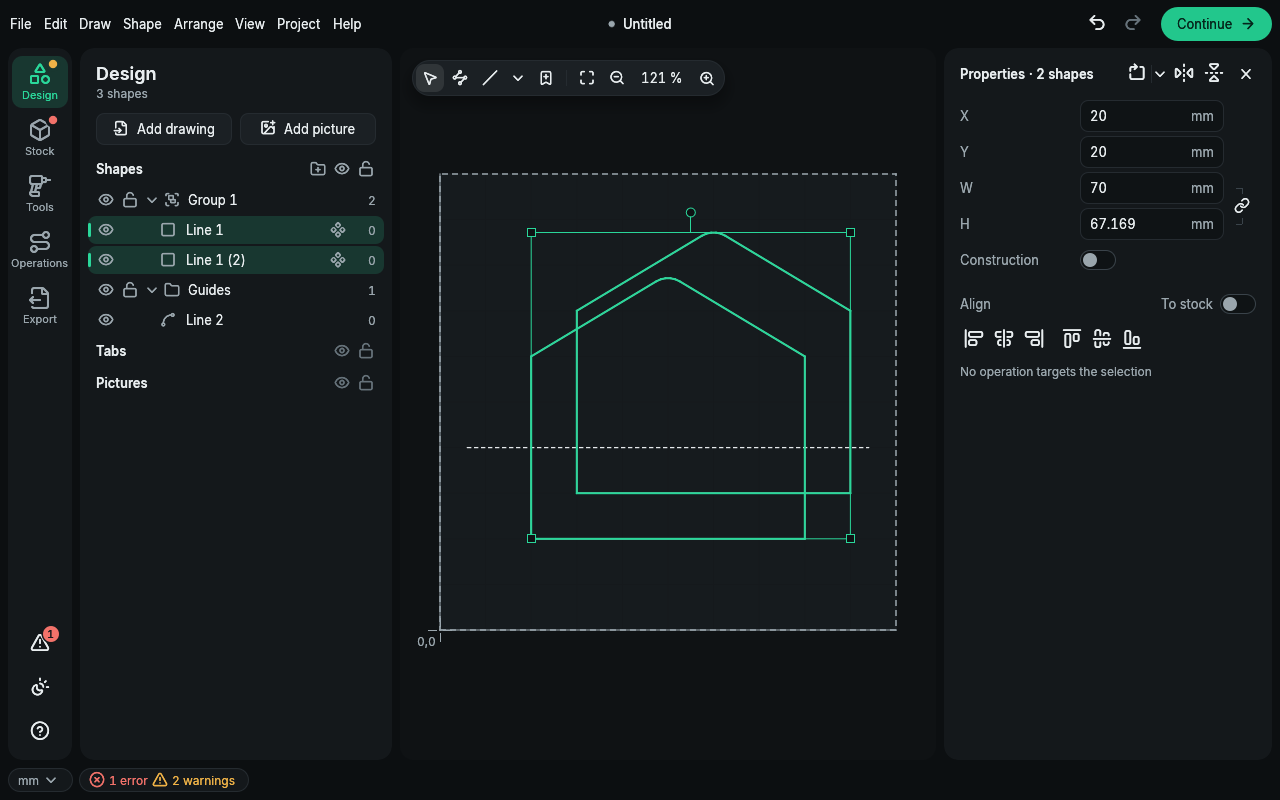 File Edit Draw Shape Arrange View Project Help
Untitled
Continue
Design
Stock
Tools
Operations
Export
1
Design
3 shapes
Add drawing
Add picture
Shapes
Group 1 2
Line 1 0
Line 1 (2) 0
Guides 1
Line 2 0
Tabs
Pictures
121 %
0,0
Properties · 2 shapes
X 20 mm
Y 20 mm
W 70 mm
H 67.169 mm
Construction
Align To stock
No operation targets the selection
mm
1 error 2 warnings